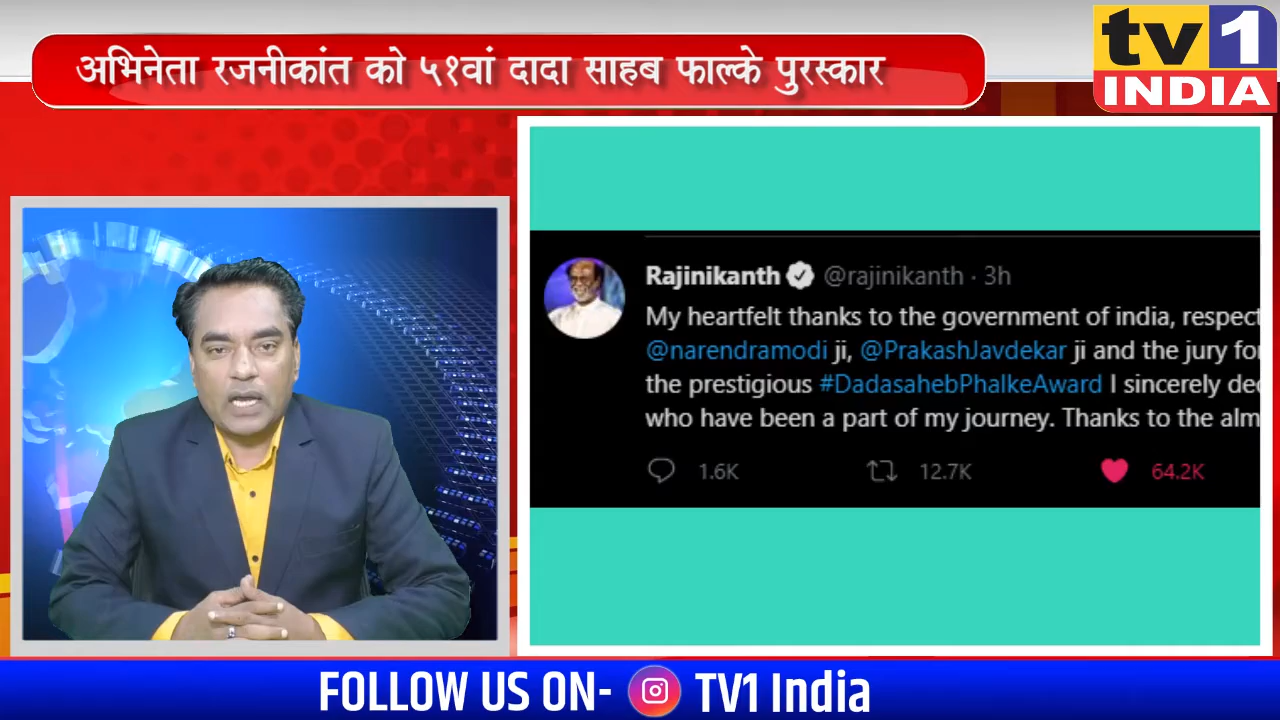 अभिनेता रजनीकांत को ५१वां दादा साहब फाल्के पुरस्कार
tv1
INDIA
Rajinikanth @rajinikanth · 3h
My heartfelt thanks to the government of india, respect
@narendramodi ji, @PrakashJavdekar ji and the jury for
the prestigious #DadasahebPhalkeAward I sincerely dec
who have been a part of my journey. Thanks to the alm
1.6K 12.7K 64.2K
FOLLOW US ON- TV1 India